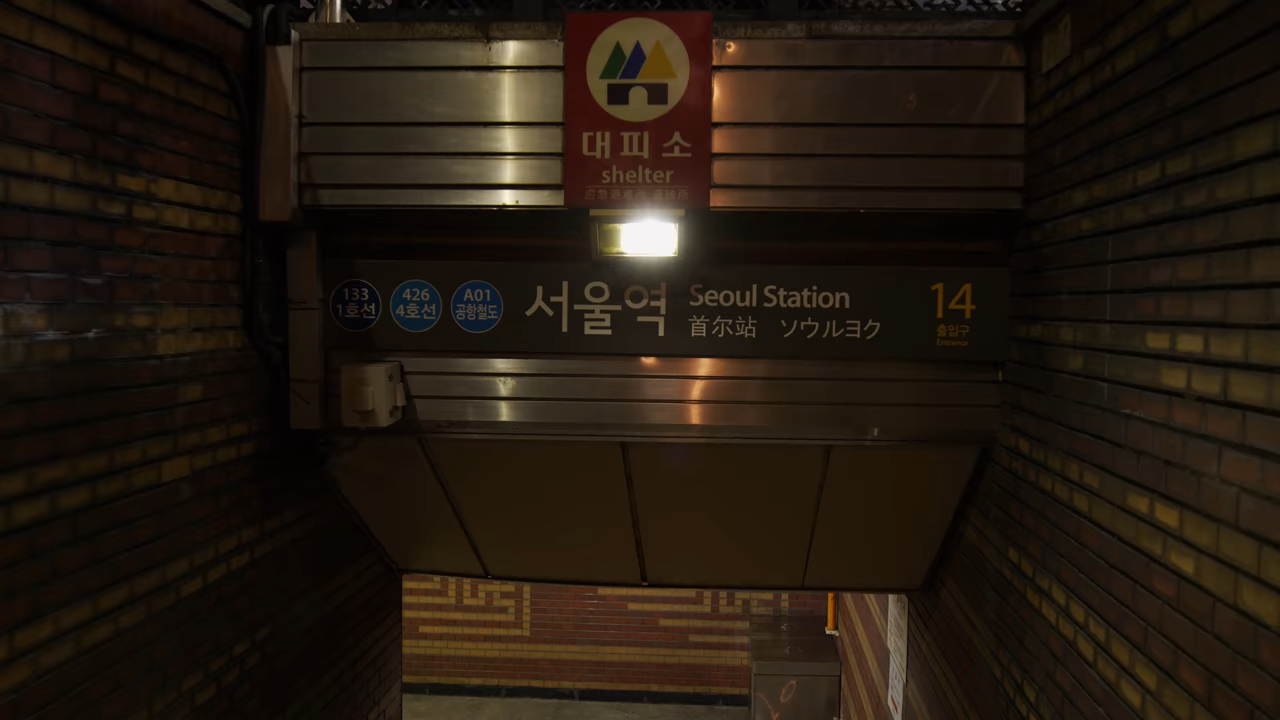 대피소
shelter
133
1호선
426
4호선
A01
공항철도
서울역
Seoul Station
首尔站 ソウルヨク
14
출입구
Entrance